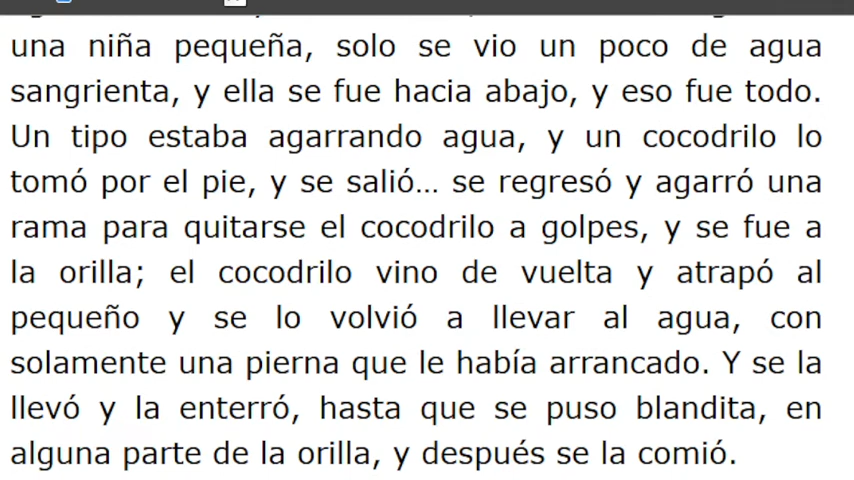 una niña pequeña, solo se vio un poco de agua
sangrienta, y ella se fue hacia abajo, y eso fue todo.
Un tipo estaba agarrando agua, y un cocodrilo lo
tomó por el pie, y se salió... se regresó y agarró una
rama para quitarse el cocodrilo a golpes, y se fue a
la orilla; el cocodrilo vino de vuelta y atrapó al
pequeño y se lo volvió a llevar al agua, con
solamente una pierna que le había arrancado. Y se la
llevó y la enterró, hasta que se puso blandita, en
alguna parte de la orilla, y después se la comió.